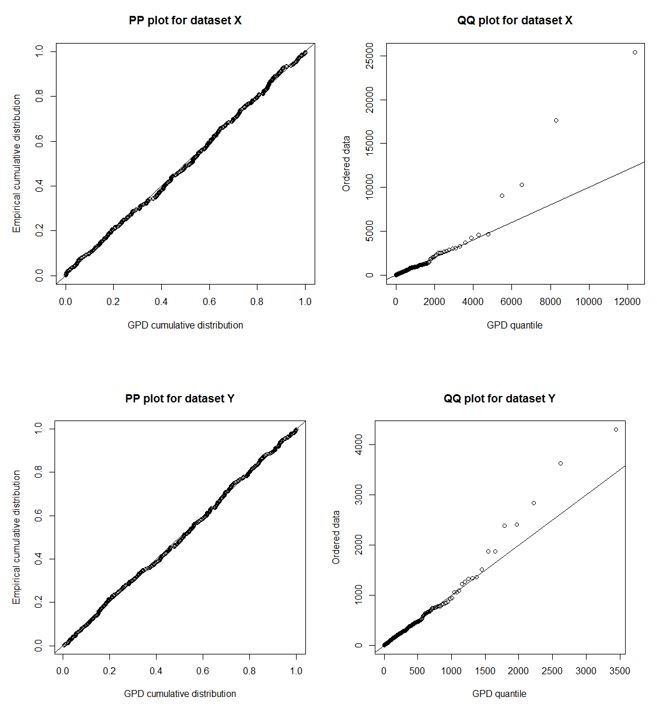 PP plot for dataset X
QQ plot for dataset X
Empirical cumulative distribution
0.0 0.2 0.4 0.6 0.8 1.0
0.0 0.2 0.4 0.6 0.8 1.0
GPD cumulative distribution
Ordered data
0 5000 10000 15000 20000 25000
0 2000 4000 6000 8000 10000 12000
GPD quantile
PP plot for dataset Y
QQ plot for dataset Y
Empirical cumulative distribution
0.0 0.2 0.4 0.6 0.8 1.0
0.0 0.2 0.4 0.6 0.8 1.0
GPD cumulative distribution
Ordered data
0 1000 2000 3000 4000
0 500 1000 1500 2000 2500 3000 3500
GPD quantile